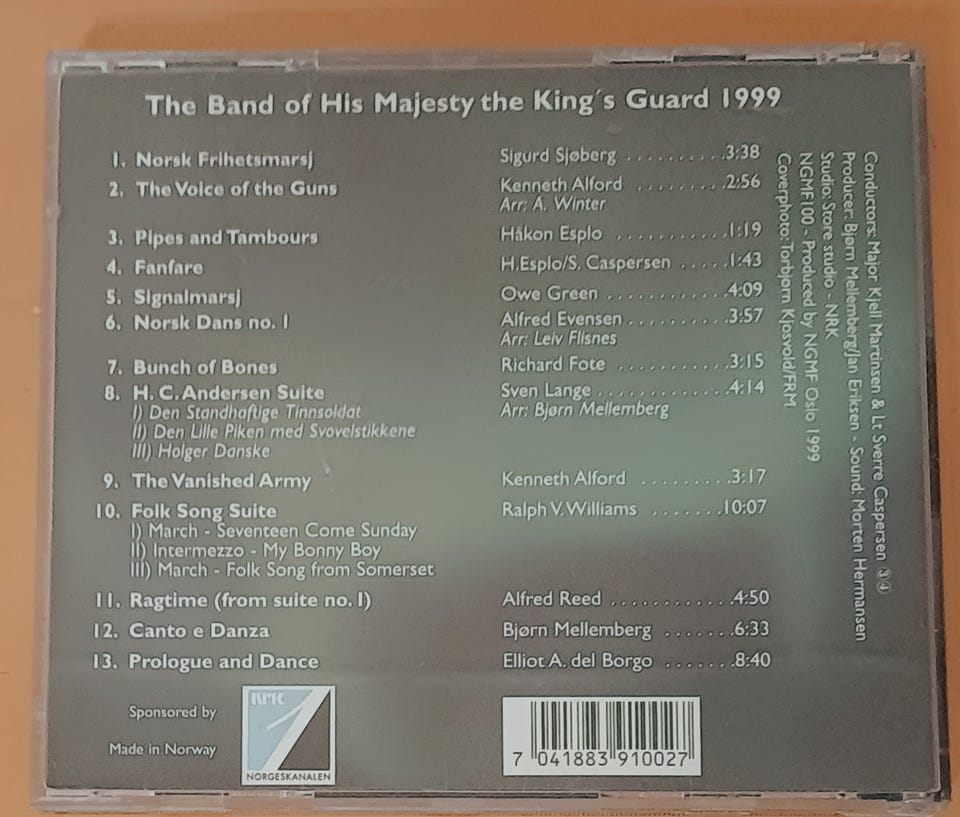 The Band of His Majesty the King's Guard 1999
1. Norsk Frihetsmarsj Sigurd Sjøberg ..........3:38
2. The Voice of the Guns Kenneth Alford .........2:56
Arr: A. Winter
3. Pipes and Tambours Håkon Esplo ...........1:19
4. Fanfare H.Esplo/S. Caspersen .....1:43
5. Signalmarsj Owe Green ............4:09
6. Norsk Dans no. 1 Alfred Evensen ..........3:57
Arr: Leiv Flisnes
7. Bunch of Bones Richard Fote ...........3:15
8. H. C. Andersen Suite Sven Lange .............4:14
I) Den Standhaftige Tinnsoldat Arr: Bjørn Mellemberg
II) Den Lille Piken med Svovelstikkene
III) Holger Danske
9. The Vanished Army Kenneth Alford .........3:17
10. Folk Song Suite Ralph V. Williams .......10:07
I) March - Seventeen Come Sunday
II) Intermezzo - My Bonny Boy
III) March - Folk Song from Somerset
11. Ragtime (from suite no. 1) Alfred Reed ............4:50
12. Canto e Danza Bjørn Mellemberg .......6:33
13. Prologue and Dance Elliot A. del Borgo .......8:40
Conductors: Major Kjell Martinsen & Lt Sverre Caspersen ③④
Producer: Bjørn Mellemberg/Jan Eriksen - Sound: Morten Hermansen
Studio: Store studio - NRK
NGMF100 - Produced by NGMF Oslo 1999
Coverphoto: Torbjørn Kjosvold/FRM
Sponsored by
Made in Norway
NRK
1
NORGESKANALEN
7 041883 910027